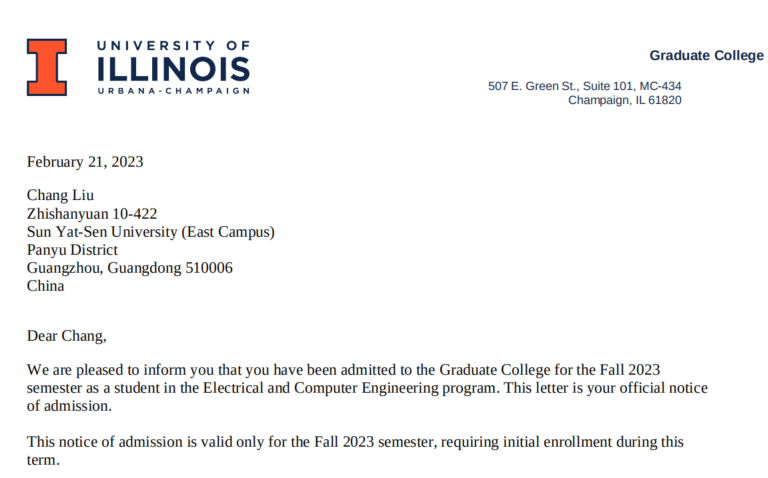 UNIVERSITY OF
ILLINOIS
URBANA-CHAMPAIGN
Graduate College
507 E. Green St., Suite 101, MC-434
Champaign, IL 61820
February 21, 2023
Chang Liu
Zhishanyuan 10-422
Sun Yat-Sen University (East Campus)
Panyu District
Guangzhou, Guangdong 510006
China
Dear Chang,
We are pleased to inform you that you have been admitted to the Graduate College for the Fall 2023
semester as a student in the Electrical and Computer Engineering program. This letter is your official notice
of admission.
This notice of admission is valid only for the Fall 2023 semester, requiring initial enrollment during this
term.